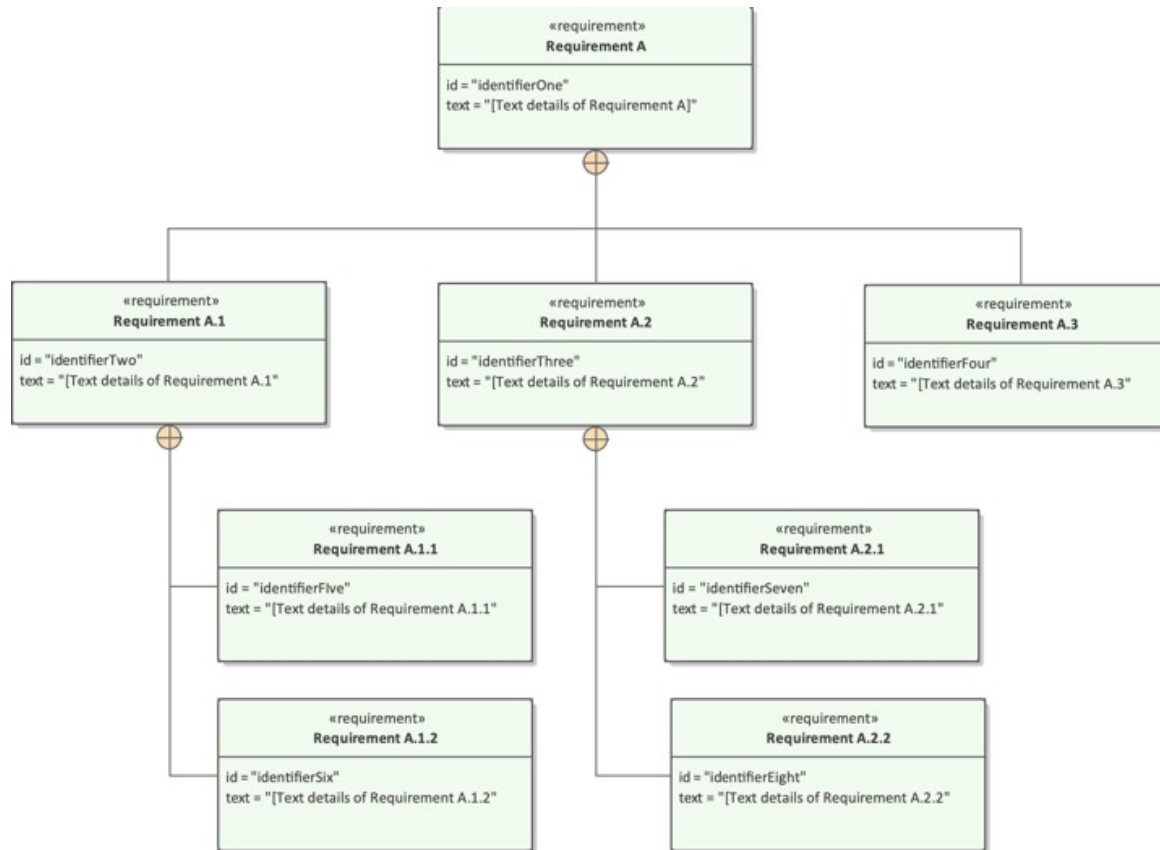 «requirement»
Requirement A
id = "identifierOne"
text = "[Text details of Requirement A]"
«requirement»
Requirement A.1
id = "identifierTwo"
text = "[Text details of Requirement A.1"
«requirement»
Requirement A.2
id = "identifierThree"
text = "[Text details of Requirement A.2"
«requirement»
Requirement A.3
id = "identifierFour"
text = "[Text details of Requirement A.3"
«requirement»
Requirement A.1.1
id = "identifierFIve"
text = "[Text details of Requirement A.1.1"
«requirement»
Requirement A.2.1
id = "identifierSeven"
text = "[Text details of Requirement A.2.1"
«requirement»
Requirement A.1.2
id = "identifierSix"
text = "[Text details of Requirement A.1.2"
«requirement»
Requirement A.2.2
id = "identifierEight"
text = "[Text details of Requirement A.2.2"